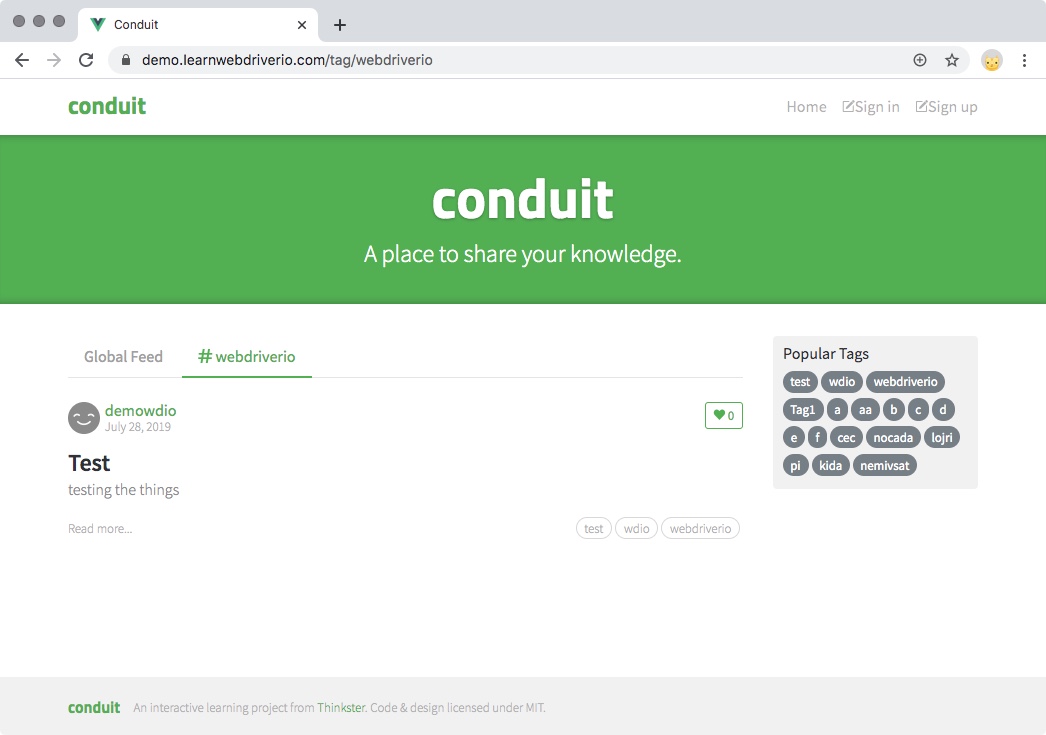 Conduit
demo.learnwebdriverio.com/tag/webdriverio
conduit
Home Sign in Sign up
conduit
A place to share your knowledge.
Global Feed # webdriverio
demowdio
July 28, 2019
0
Test
testing the things
Read more...
test wdio webdriverio
Popular Tags
test wdio webdriverio
Tag1 a aa b c d
e f cec nocada lojri
pi kida nemivsat
conduit An interactive learning project from Thinkster. Code & design licensed under MIT.